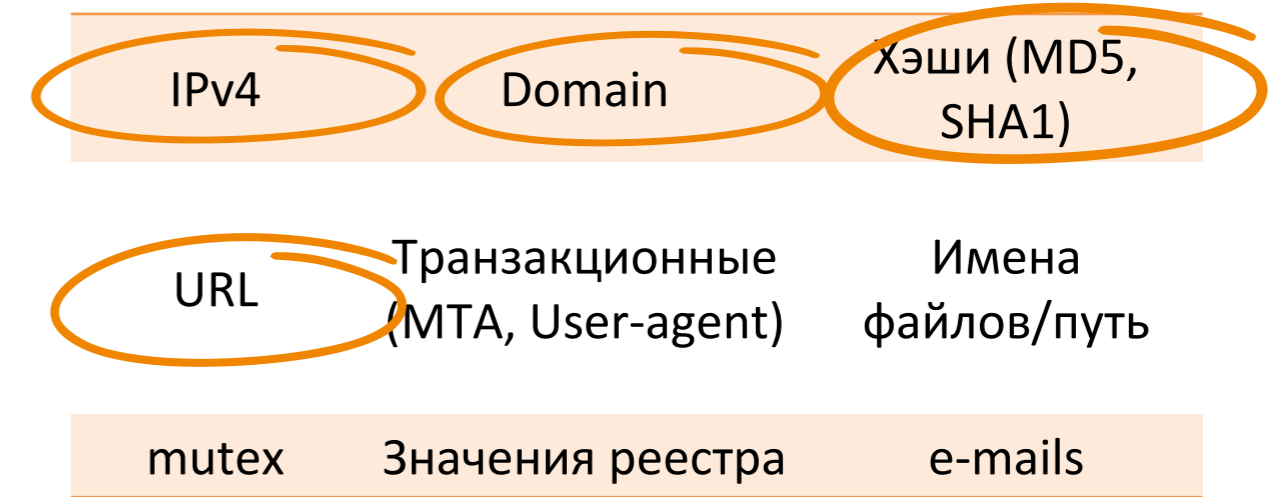 IPv4
Domain
Хэши (MD5,
SHA1)
URL
Транзакционные
(MTA, User-agent)
Имена
файлов/путь
mutex
Значения реестра
e-mails